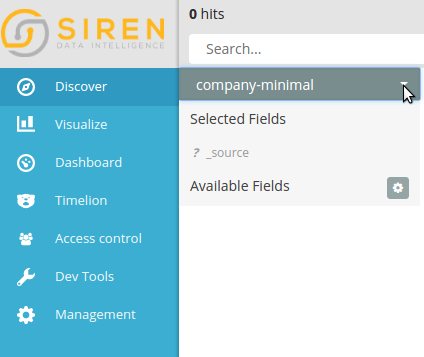 SIREN
DATA INTELLIGENCE
Discover
Visualize
Dashboard
Timelion
Access control
Dev Tools
Management
0 hits
Search...
company-minimal
Selected Fields
? _source
Available Fields